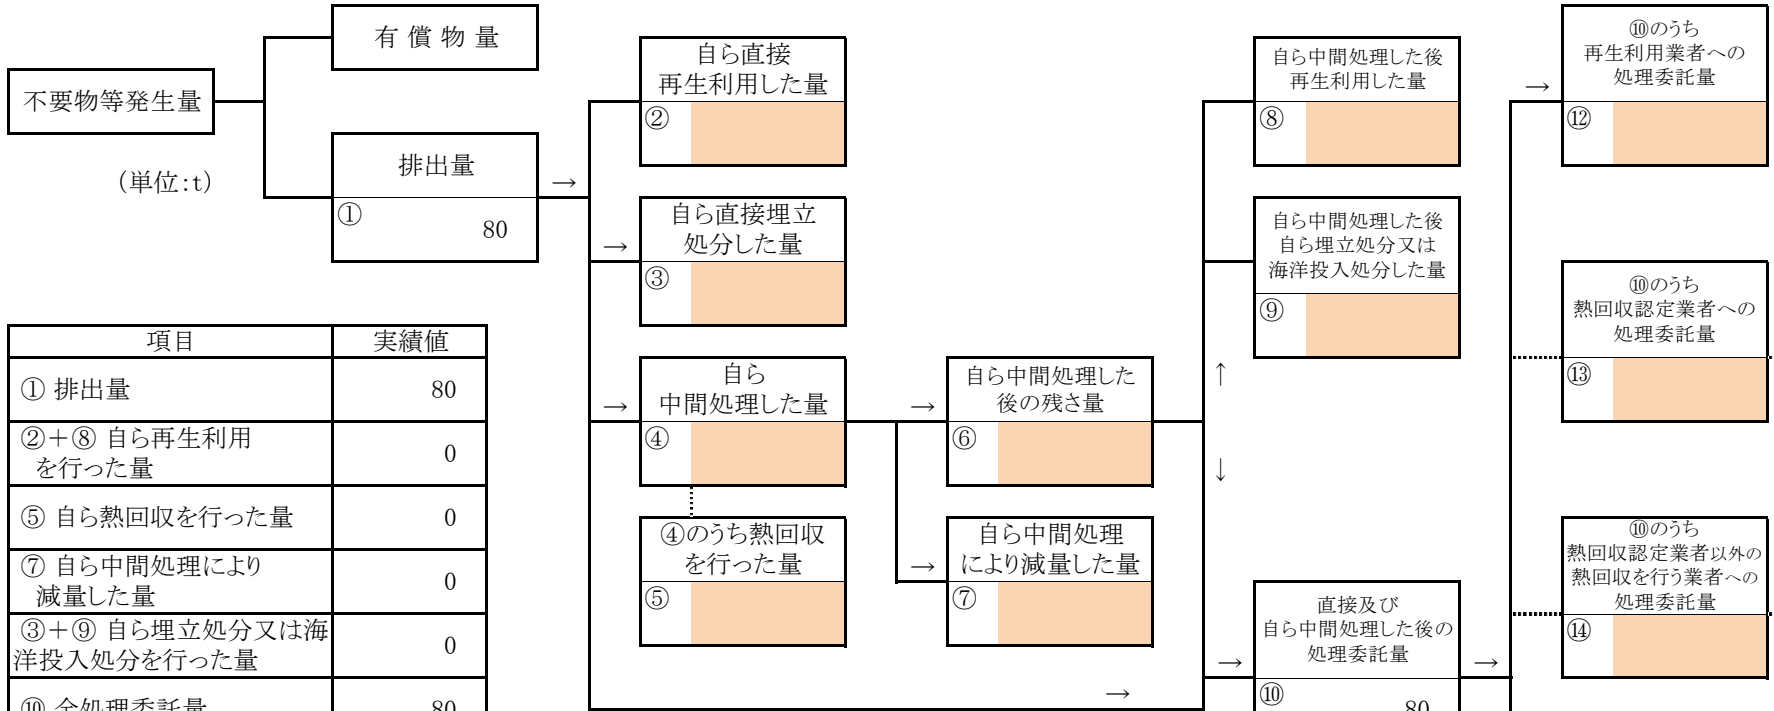 有 償 物 量
不要物等発生量
(単位:t)
排出量
①
80
→
自ら直接
再生利用した量
②
→
自ら直接埋立
処分した量
③
→
自ら
中間処理した量
④
④のうち熱回収
を行った量
⑤
→
自ら中間処理した
後の残さ量
⑥
→
自ら中間処理
により減量した量
⑦
→
自ら中間処理した後
再生利用した量
⑧
自ら中間処理した後
自ら埋立処分又は
海洋投入処分した量
⑨
↑
↓
→
直接及び
自ら中間処理した後の
処理委託量
⑩
80
→
→
⑩のうち
再生利用業者への
処理委託量
⑫
⑩のうち
熱回収認定業者への
処理委託量
⑬
⑩のうち
熱回収認定業者以外の
熱回収を行う業者への
処理委託量
⑭
項目 実績値
① 排出量 80
②+⑧ 自ら再生利用
を行った量 0
⑤ 自ら熱回収を行った量 0
⑦ 自ら中間処理により
減量した量 0
③+⑨ 自ら埋立処分又は海
洋投入処分を行った量 0
⑩ 全処理委託量 80